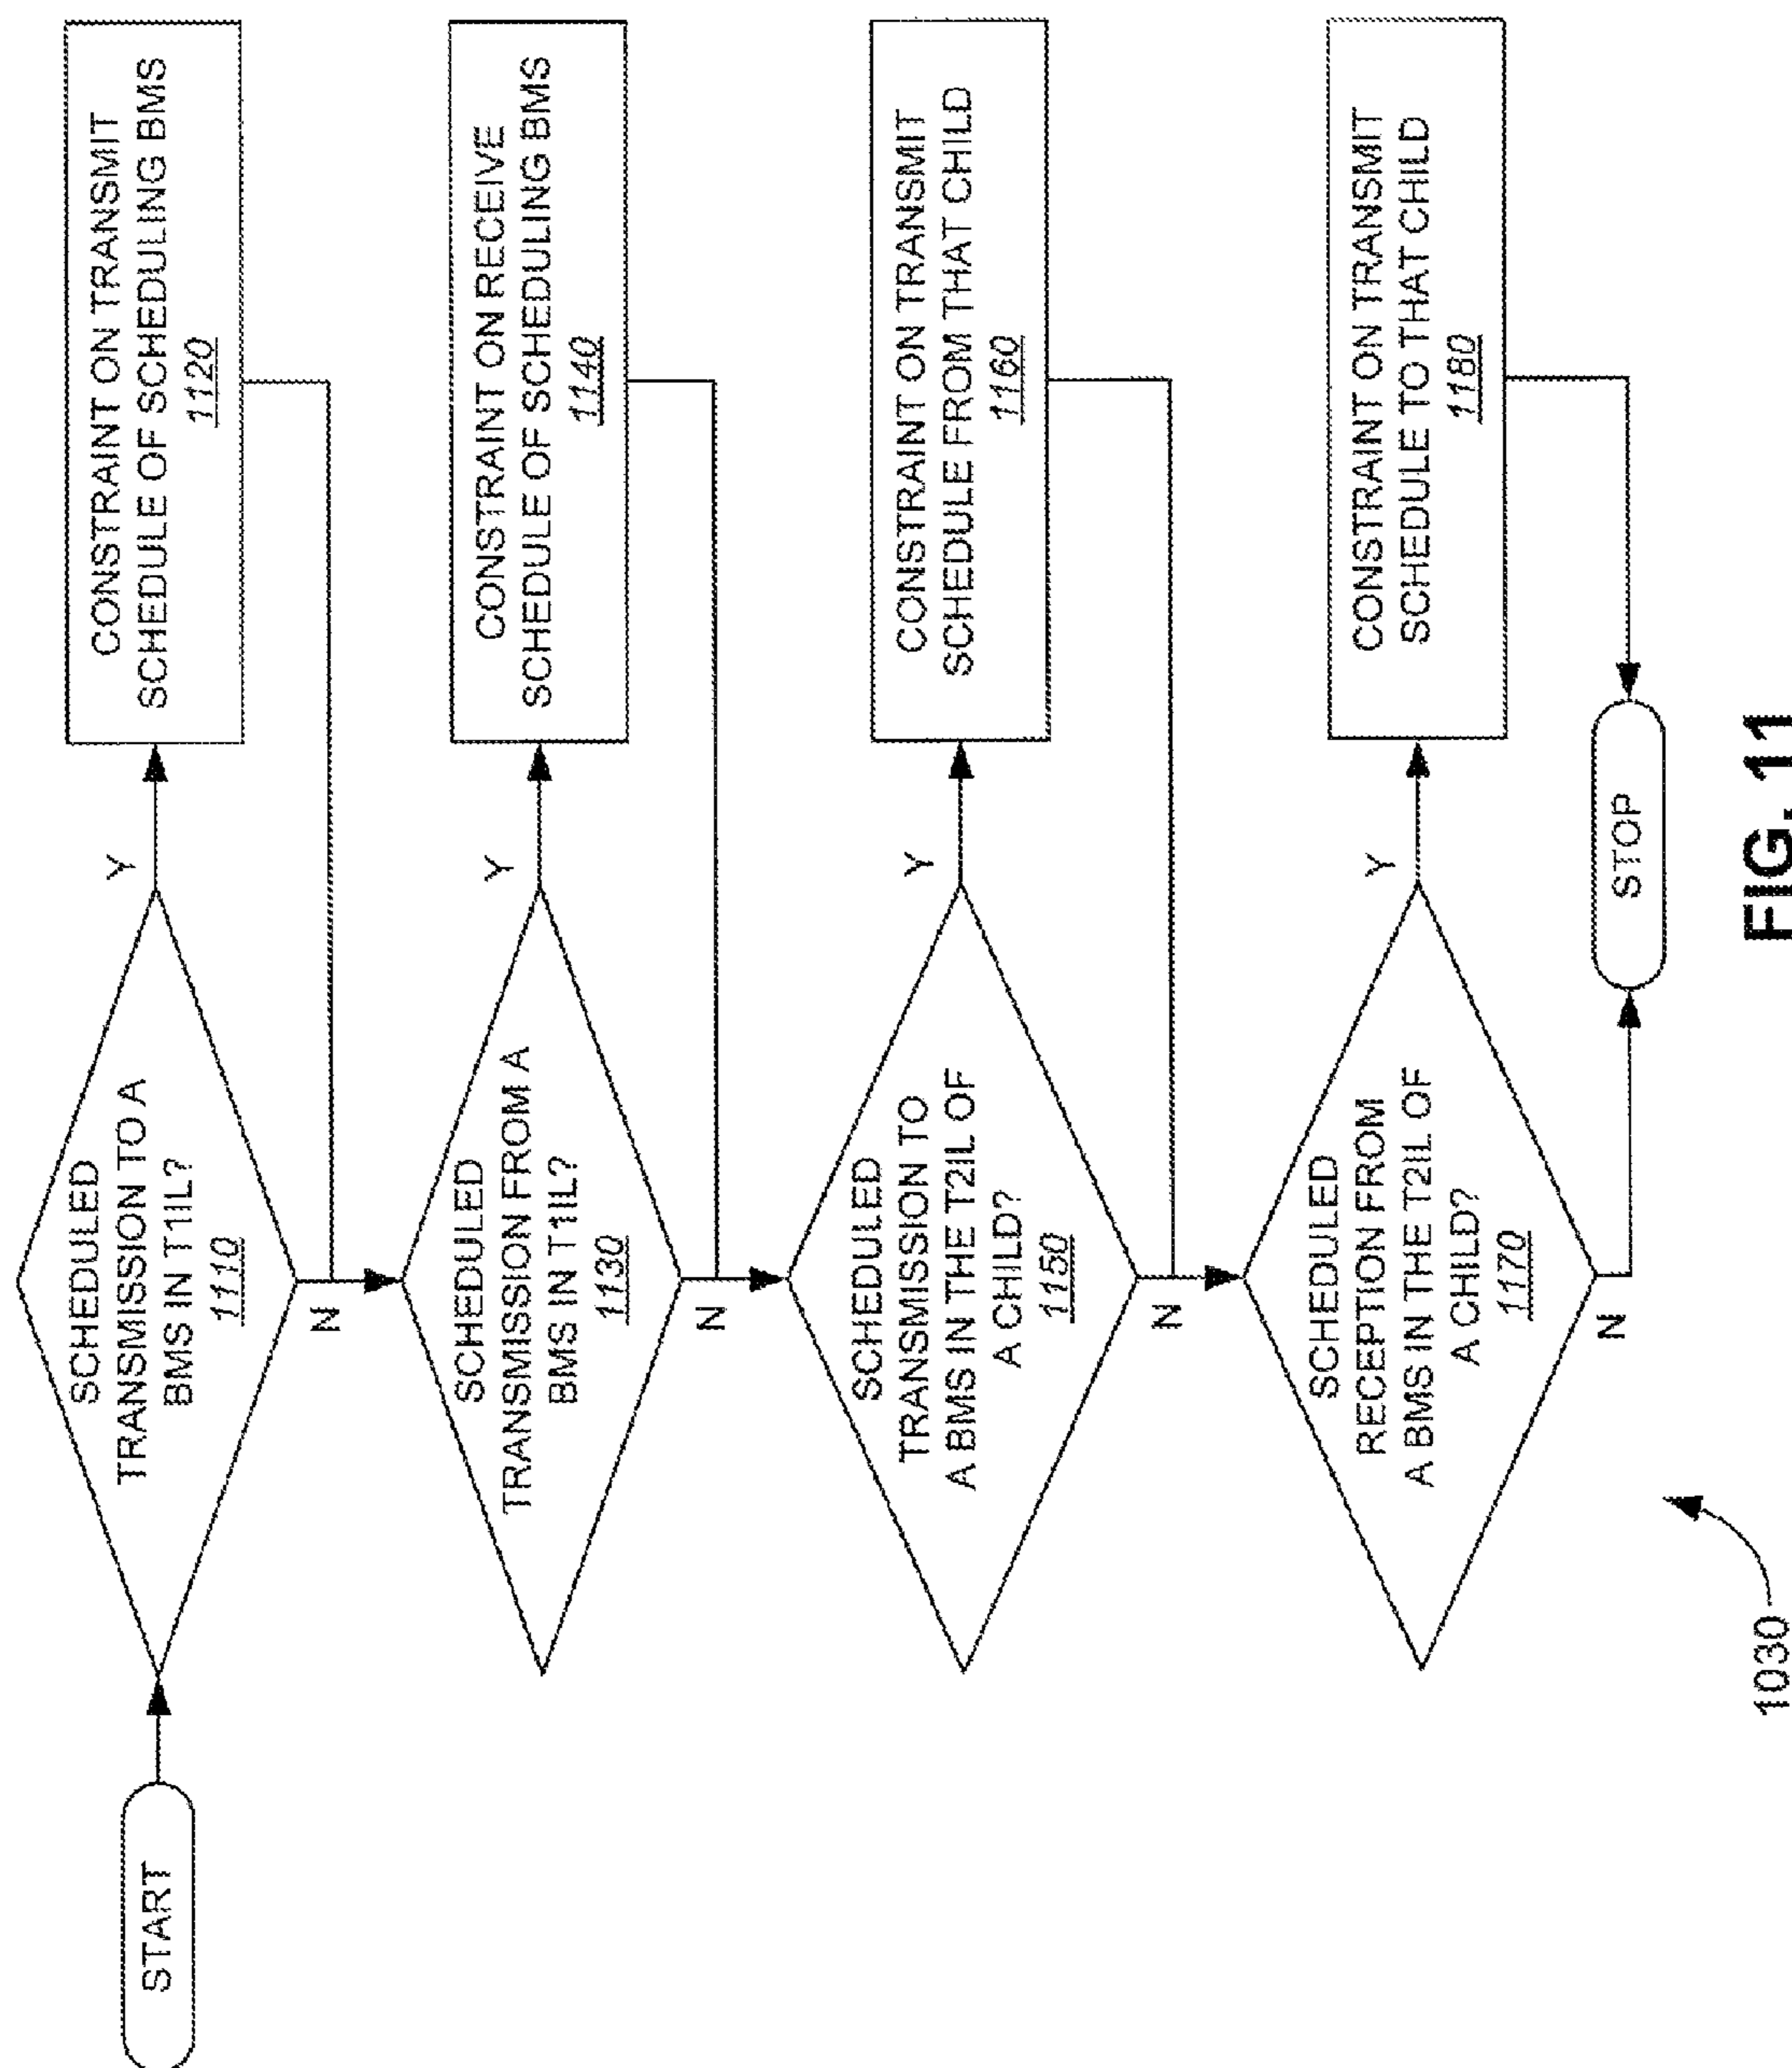 START
SCHEDULED
TRANSMISSION TO A
BMS IN T1IL?
1110
Y
CONSTRAINT ON TRANSMIT
SCHEDULE OF SCHEDULING BMS
1120
N
SCHEDULED
TRANSMISSION FROM A
BMS IN T1IL?
1130
Y
CONSTRAINT ON RECEIVE
SCHEDULE OF SCHEDULING BMS
1140
N
SCHEDULED
TRANSMISSION TO
A BMS IN THE T2IL OF
A CHILD?
1150
Y
CONSTRAINT ON TRANSMIT
SCHEDULE FROM THAT CHILD
1160
N
SCHEDULED
RECEPTION FROM
A BMS IN THE T2IL OF
A CHILD?
1170
Y
CONSTRAINT ON TRANSMIT
SCHEDULE TO THAT CHILD
1180
N
STOP
1030
FIG. 11